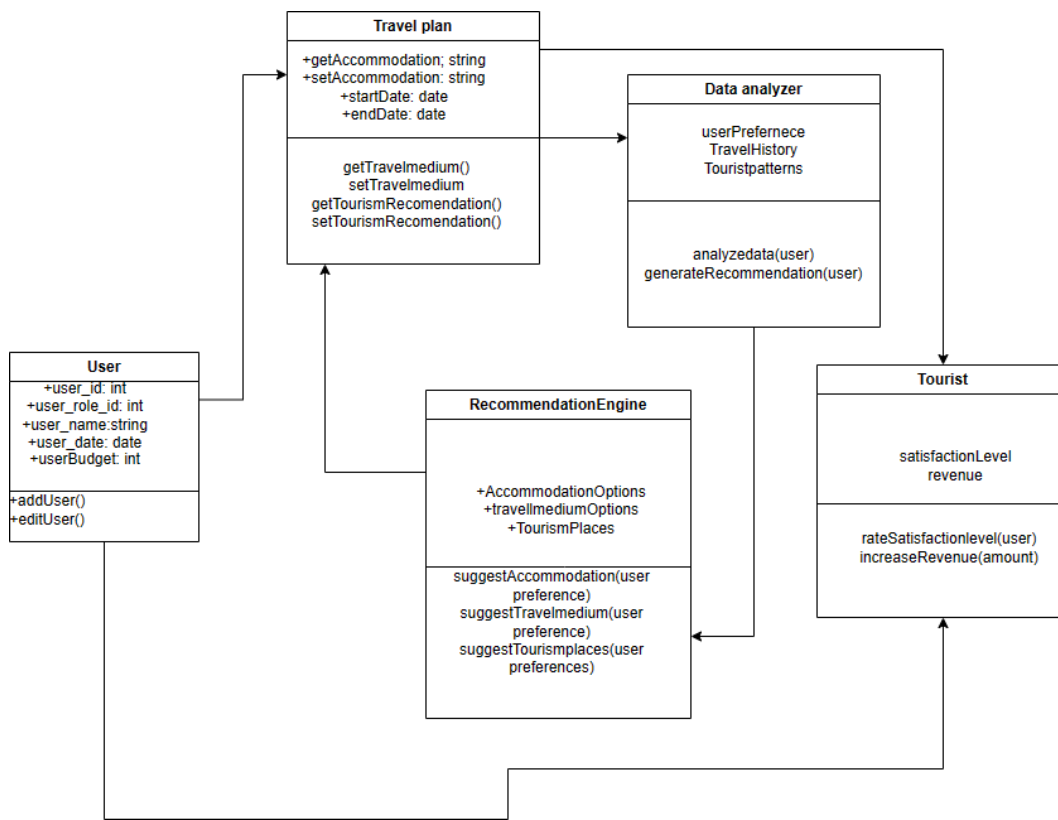 Travel plan
+getAccommodation; string
+setAccommodation: string
+startDate: date
+endDate: date
getTravelmedium()
setTravelmedium
getTourismRecomendation()
setTourismRecomendation()
Data analyzer
userPrefernece
TravelHistory
Touristpatterns
analyzedata(user)
generateRecommendation(user)
User
+user_id: int
+user_role_id: int
+user_name:string
+user_date: date
+userBudget: int
+addUser()
+editUser()
RecommendationEngine
+AccommodationOptions
+travellmediumOptions
+TourismPlaces
suggestAccommodation(user
preference)
suggestTravelmedium(user
preference)
suggestTourismplaces(user
preferences)
Tourist
satisfactionLevel
revenue
rateSatisfactionlevel(user)
increaseRevenue(amount)